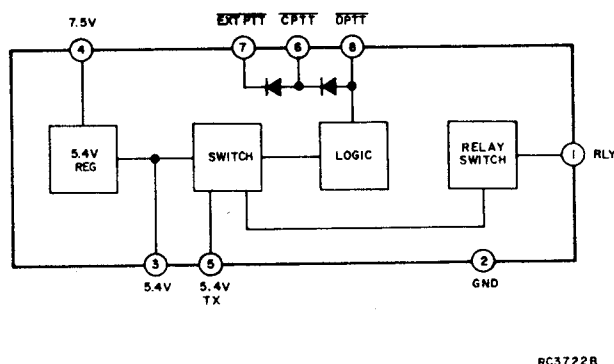 7.5V
EXT PTT
CPTT
DPTT
4
7
6
8
5.4V
REG
SWITCH
LOGIC
RELAY
SWITCH
1
RLY
3
5
2
5.4V
5.4V
TX
GND
RC3722B